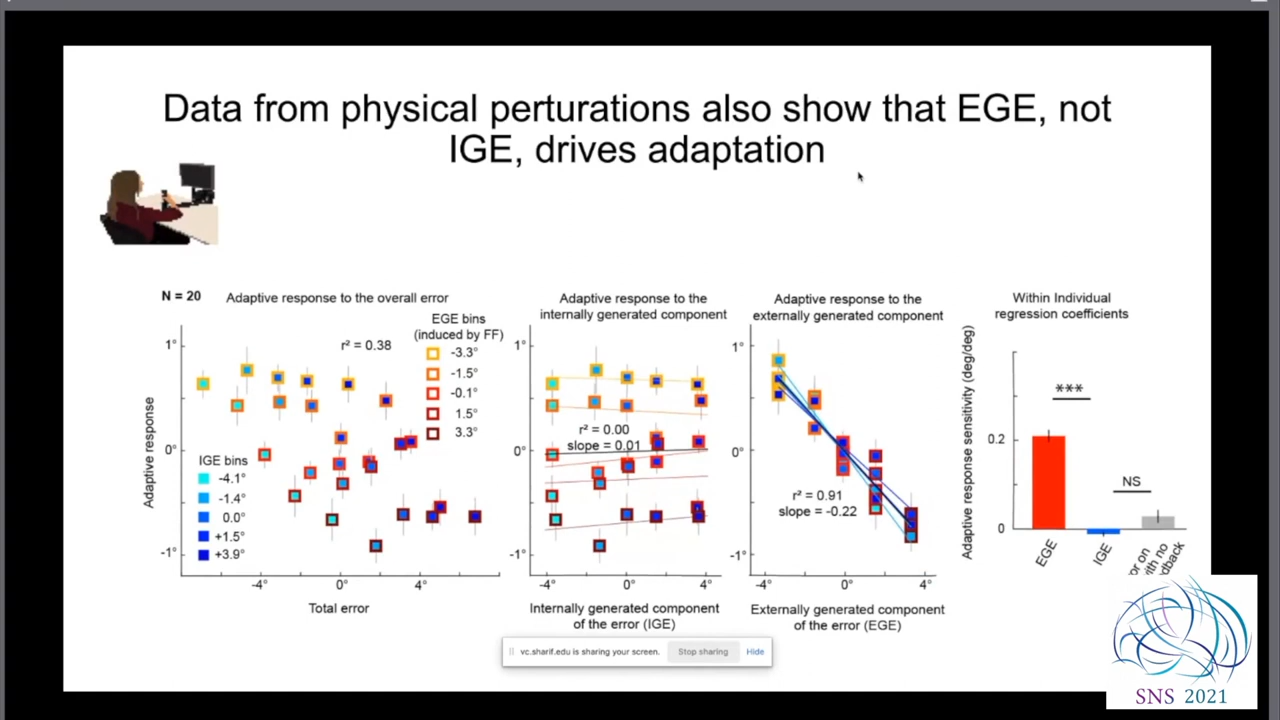 Data from physical perturations also show that EGE, not
IGE, drives adaptation
N = 20
Adaptive response to the overall error
EGE bins
(induced by FF)
-3.3°
-1.5°
-0.1°
1.5°
3.3°
r² = 0.38
IGE bins
-4.1°
-1.4°
0.0°
+1.5°
+3.9°
Adaptive response
1°
0°
-1°
-4°
0°
4°
Total error
Adaptive response to the
internally generated component
1°
0°
-1°
r² = 0.00
slope = 0.01
-4°
0°
4°
Internally generated component
of the error (IGE)
Adaptive response to the
externally generated component
1°
0°
-1°
r² = 0.91
slope = -0.22
-4°
0°
4°
Externally generated component
of the error (EGE)
Within Individual
regression coefficients
Adaptive response sensitivity (deg/deg)
0.2
0
***
NS
EGE
IGE
on
no
vc.sharif.edu is sharing your screen.
Stop sharing
Hide
SNS 2021